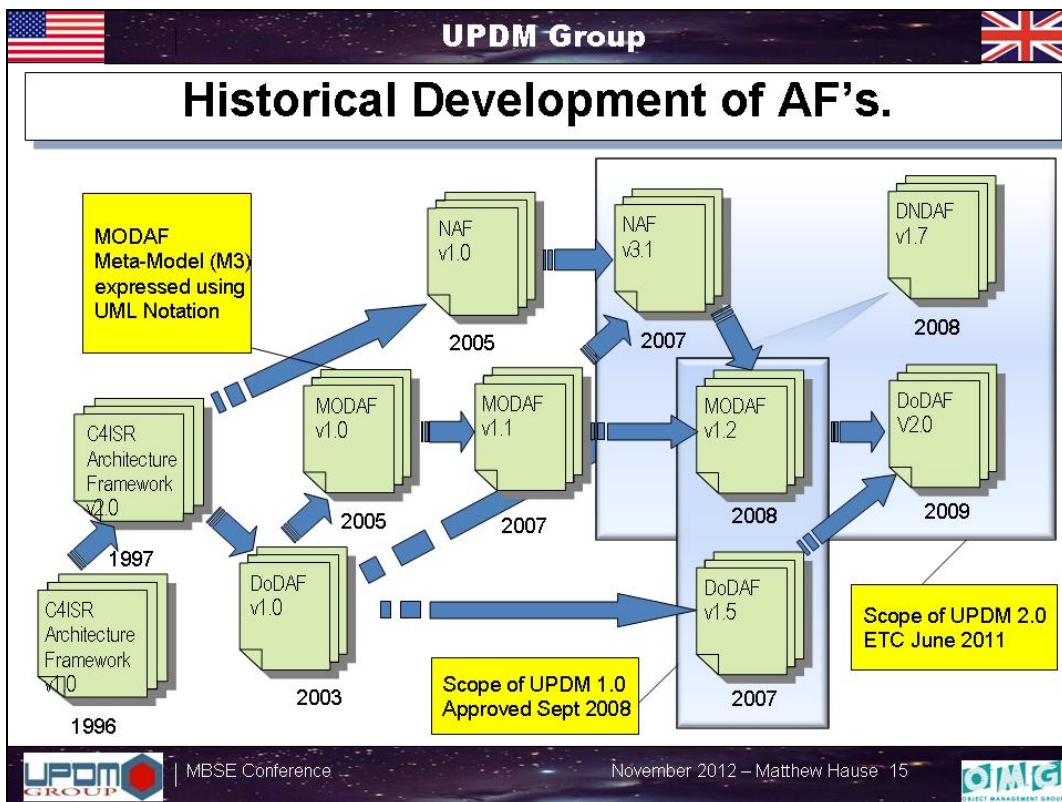 UPDM Group
Historical Development of AF's.
MODAF
Meta-Model (M3)
expressed using
UML Notation
NAF
v1.0
2005
NAF
v3.1
2007
DNDAF
v1.7
2008
C4ISR
Architecture
Framework
v2.0
1997
MODAF
v1.0
2005
MODAF
v1.1
2007
MODAF
v1.2
2008
DoDAF
V2.0
2009
C4ISR
Architecture
Framework
v1.0
1996
DoDAF
v1.0
2003
DoDAF
v1.5
2007
Scope of UPDM 1.0
Approved Sept 2008
Scope of UPDM 2.0
ETC June 2011
UPDM
GROUP
MBSE Conference
November 2012 – Matthew Hause 15
OMG
OBJECT MANAGEMENT GROUP